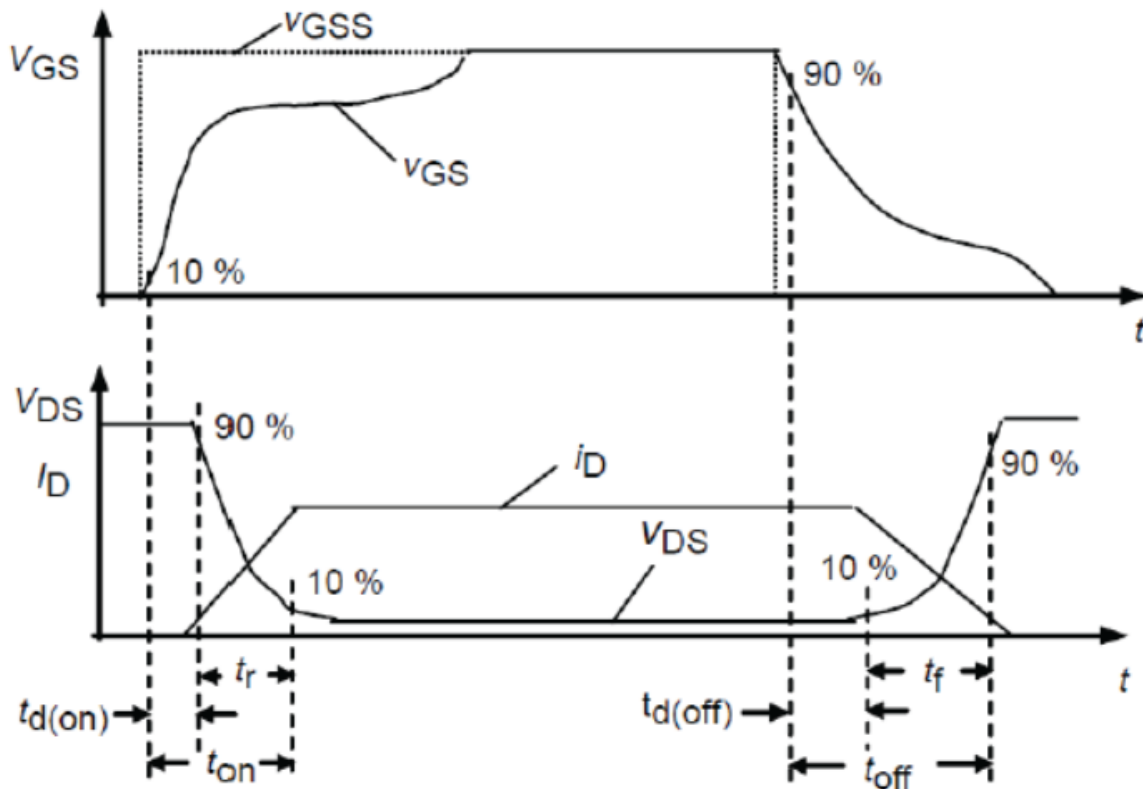 VGSS
VGS
90 %
vGS
10 %
t
VDS
90 %
iD
90 %
ID
VDS
10 %
10 %
tr
tf
t
td(on)
td(off)
ton
toff